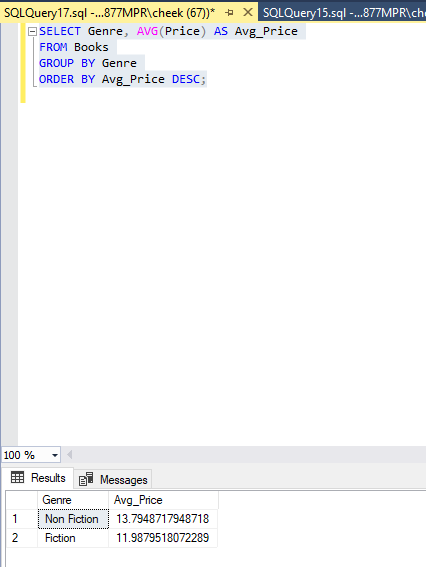 SQLQuery17.sql -...877MPR\cheek (67))* SQLQuery15.sql -...877MPR\che
SELECT Genre, AVG(Price) AS Avg_Price
FROM Books
GROUP BY Genre
ORDER BY Avg_Price DESC;
100 %
Results Messages
Genre Avg_Price
1 Non Fiction 13.7948717948718
2 Fiction 11.9879518072289